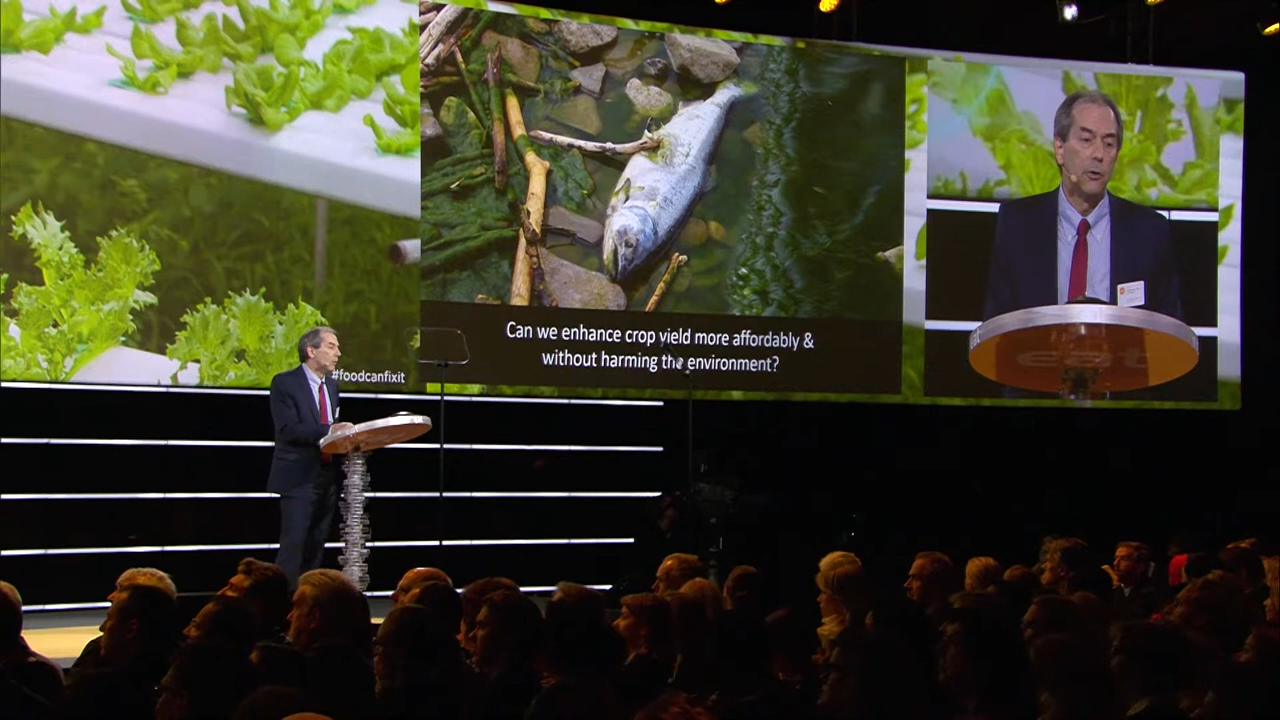 Can we enhance crop yield more affordably &
without harming the environment?
#foodcanfixit
eat